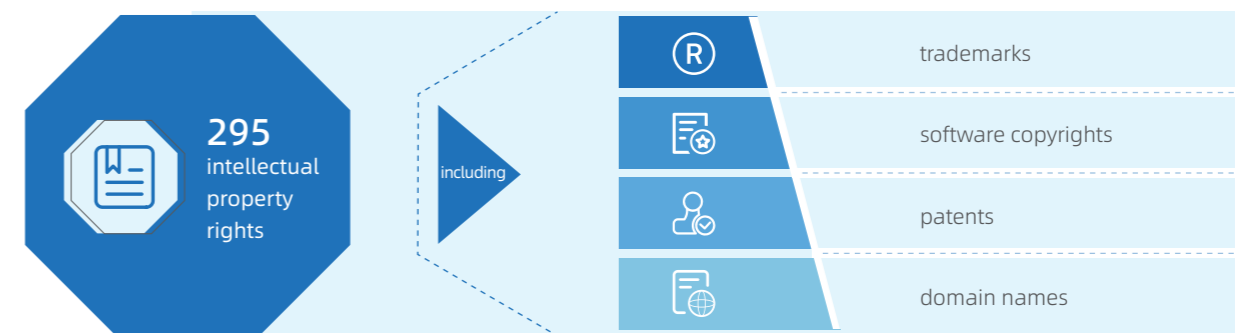 295
intellectual
property
rights
including
R
trademarks
software copyrights
patents
domain names